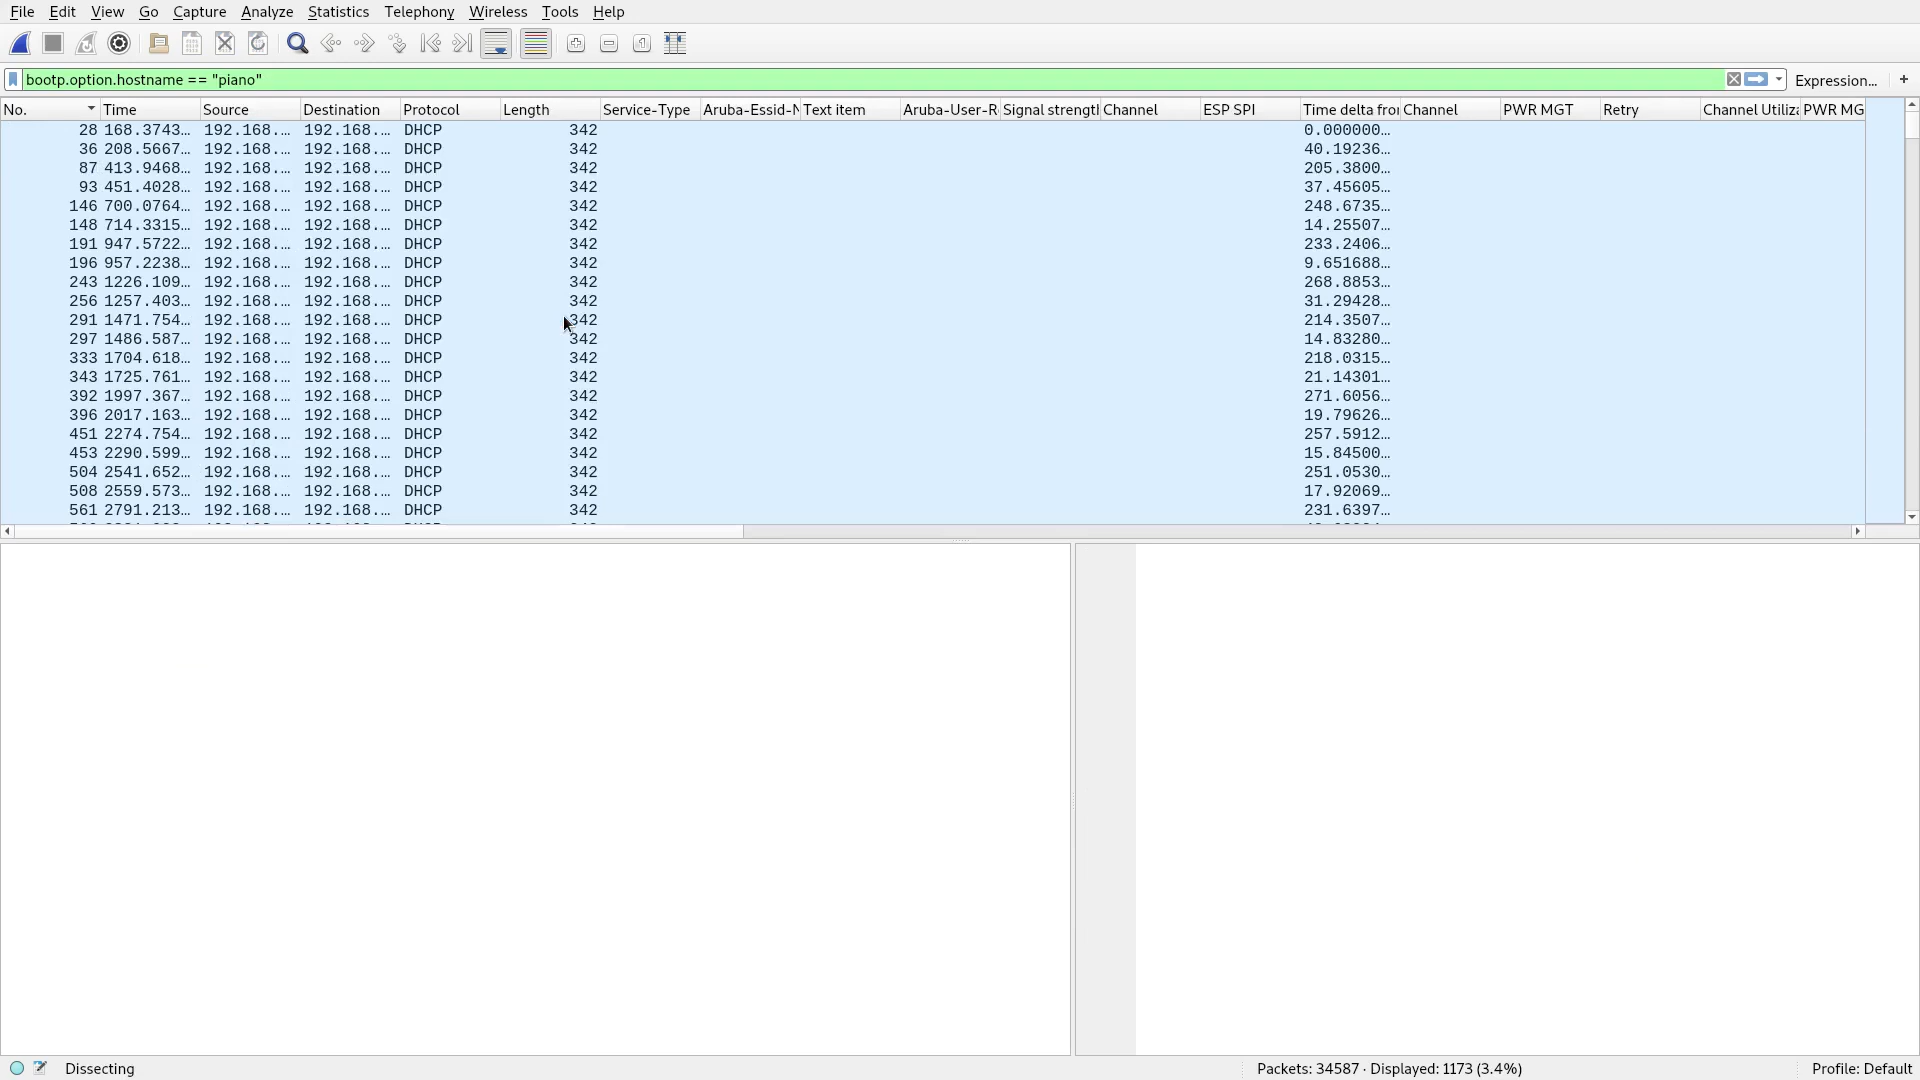 File Edit View Go Capture Analyze Statistics Telephony Wireless Tools Help
bootp.option.hostname == "piano" Expression… +
No. Time Source Destination Protocol Length Service-Type Aruba-Essid-N Text item Aruba-User-R Signal strengtl Channel ESP SPI Time delta froi Channel PWR MGT Retry Channel Utiliza PWR MG
28 168.3743… 192.168.… 192.168.… DHCP 342 0.000000…
36 208.5667… 192.168.… 192.168.… DHCP 342 40.19236…
87 413.9468… 192.168.… 192.168.… DHCP 342 205.3800…
93 451.4028… 192.168.… 192.168.… DHCP 342 37.45605…
146 700.0764… 192.168.… 192.168.… DHCP 342 248.6735…
148 714.3315… 192.168.… 192.168.… DHCP 342 14.25507…
191 947.5722… 192.168.… 192.168.… DHCP 342 233.2406…
196 957.2238… 192.168.… 192.168.… DHCP 342 9.651688…
243 1226.109… 192.168.… 192.168.… DHCP 342 268.8853…
256 1257.403… 192.168.… 192.168.… DHCP 342 31.29428…
291 1471.754… 192.168.… 192.168.… DHCP 342 214.3507…
297 1486.587… 192.168.… 192.168.… DHCP 342 14.83280…
333 1704.618… 192.168.… 192.168.… DHCP 342 218.0315…
343 1725.761… 192.168.… 192.168.… DHCP 342 21.14301…
392 1997.367… 192.168.… 192.168.… DHCP 342 271.6056…
396 2017.163… 192.168.… 192.168.… DHCP 342 19.79626…
451 2274.754… 192.168.… 192.168.… DHCP 342 257.5912…
453 2290.599… 192.168.… 192.168.… DHCP 342 15.84500…
504 2541.652… 192.168.… 192.168.… DHCP 342 251.0530…
508 2559.573… 192.168.… 192.168.… DHCP 342 17.92069…
561 2791.213… 192.168.… 192.168.… DHCP 342 231.6397…
Dissecting Packets: 34587 · Displayed: 1173 (3.4%) Profile: Default